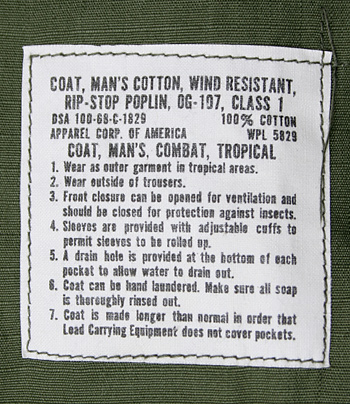 COAT, MAN'S COTTON, WIND RESISTANT,
RIP-STOP POPLIN, OG-107, CLASS 1
DSA 100-68-C-1829 100% COTTON
APPAREL CORP. OF AMERICA WPL 5829
COAT, MAN'S, COMBAT, TROPICAL
1. Wear as outer garment in tropical areas.
2. Wear outside of trousers.
3. Front closure can be opened for ventilation and
should be closed for protection against insects.
4. Sleeves are provided with adjustable cuffs to
permit sleeves to be rolled up.
5. A drain hole is provided at the bottom of each
pocket to allow water to drain out.
6. Coat can be hand laundered. Make sure all soap
is thoroughly rinsed out.
7. Coat is made longer than normal in order that
Load Carrying Equipment does not cover pockets.